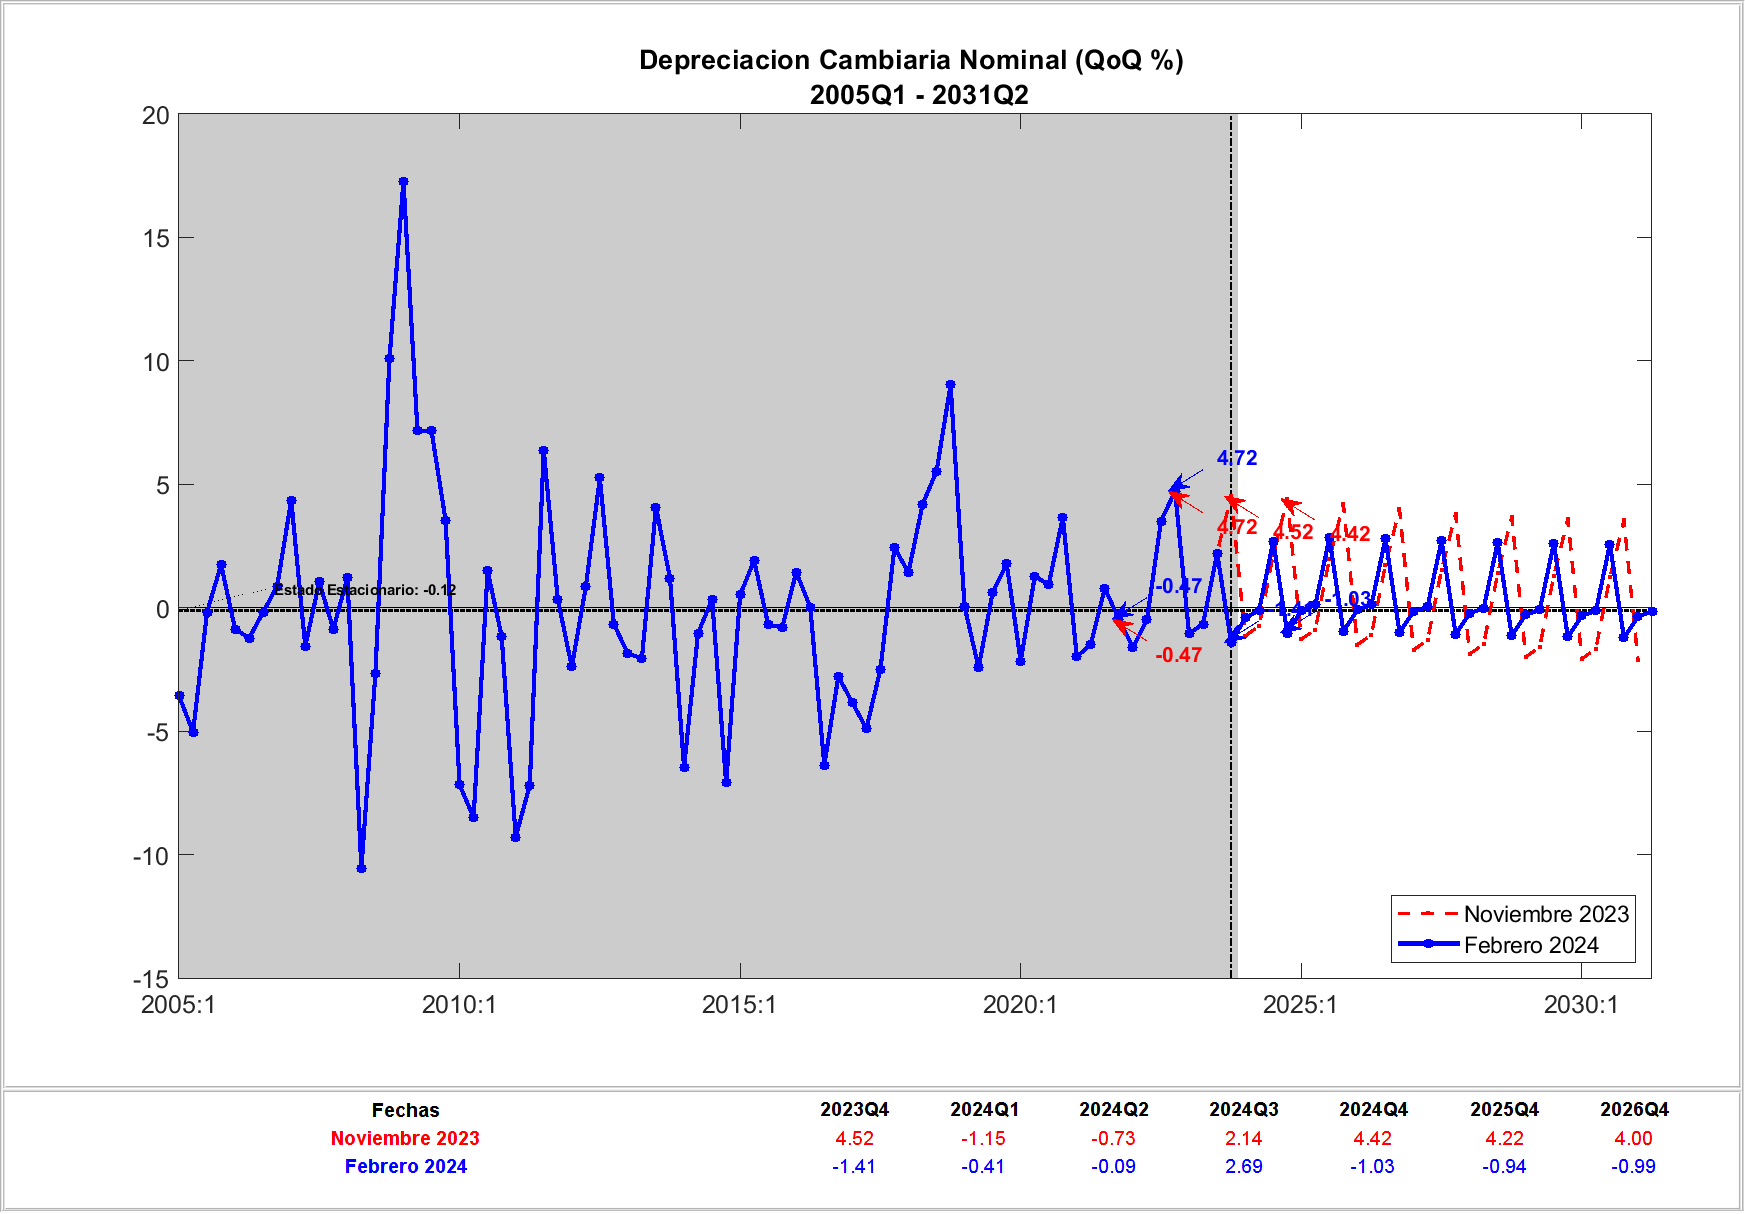 Depreciacion Cambiaria Nominal (QoQ %)
2005Q1 - 2031Q2
20
15
10
5
0
-5
-10
-15
4.72
4.72
4.52
4.42
-0.47
-0.47
-1.03
Estado Estacionario: -0.12
Noviembre 2023
Febrero 2024
2005:1 2010:1 2015:1 2020:1 2025:1 2030:1
Fechas 2023Q4 2024Q1 2024Q2 2024Q3 2024Q4 2025Q4 2026Q4
Noviembre 2023 4.52 -1.15 -0.73 2.14 4.42 4.22 4.00
Febrero 2024 -1.41 -0.41 -0.09 2.69 -1.03 -0.94 -0.99